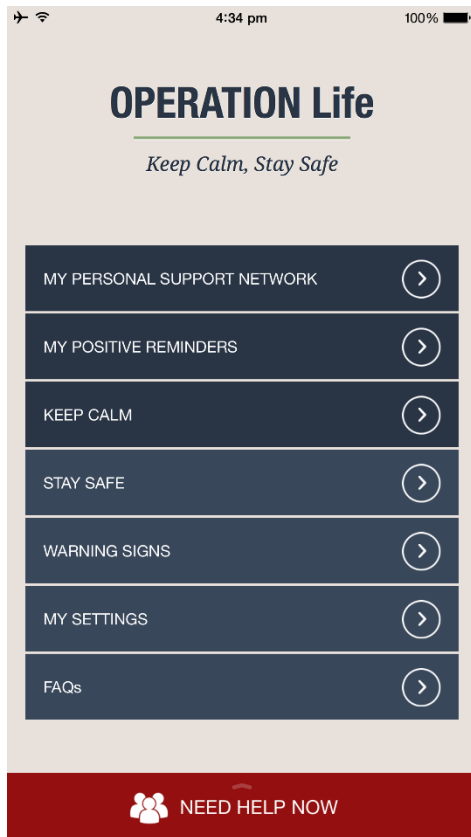 4:34 pm 100%
OPERATION Life
Keep Calm, Stay Safe
MY PERSONAL SUPPORT NETWORK
MY POSITIVE REMINDERS
KEEP CALM
STAY SAFE
WARNING SIGNS
MY SETTINGS
FAQs
NEED HELP NOW